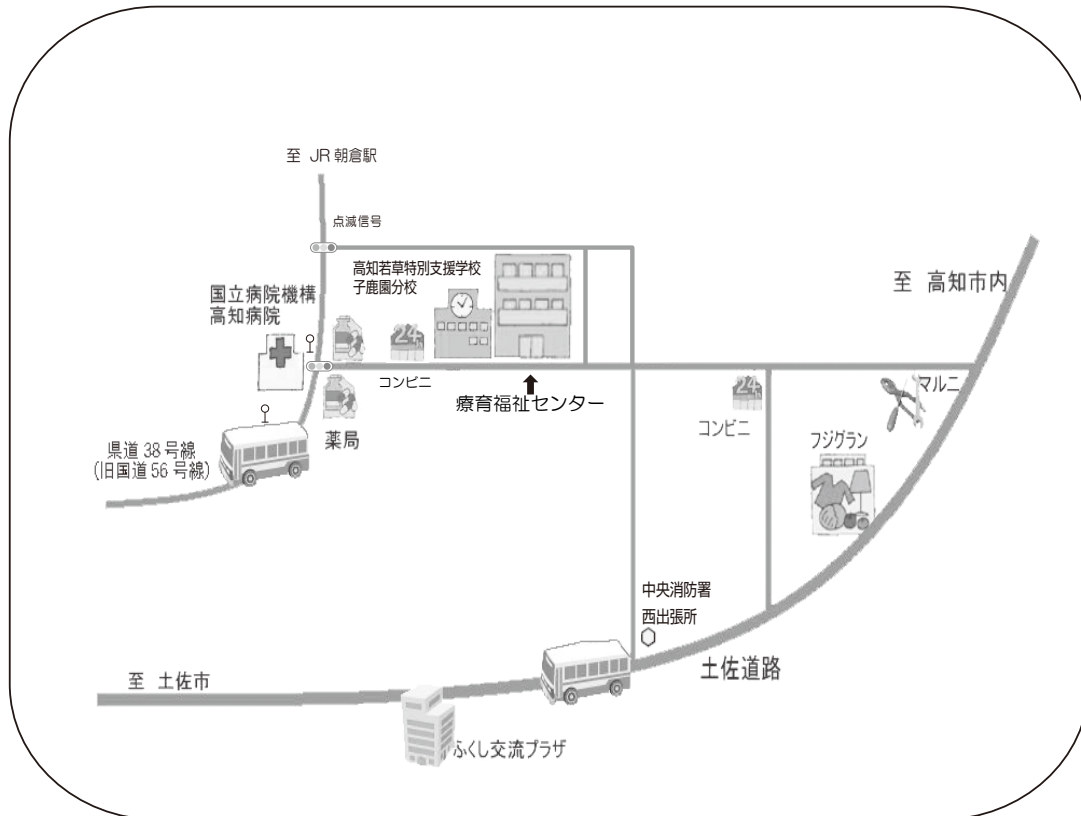 至 JR 朝倉駅
点滅信号
高知若草特別支援学校
子鹿園分校
国立病院機構
高知病院
至 高知市内
24
コンビニ
療育福祉センター
24
コンビニ
マルニ
フジグラン
薬局
県道 38 号線
(旧国道 56 号線)
中央消防署
西出張所
土佐道路
至 土佐市
ふくし交流プラザ